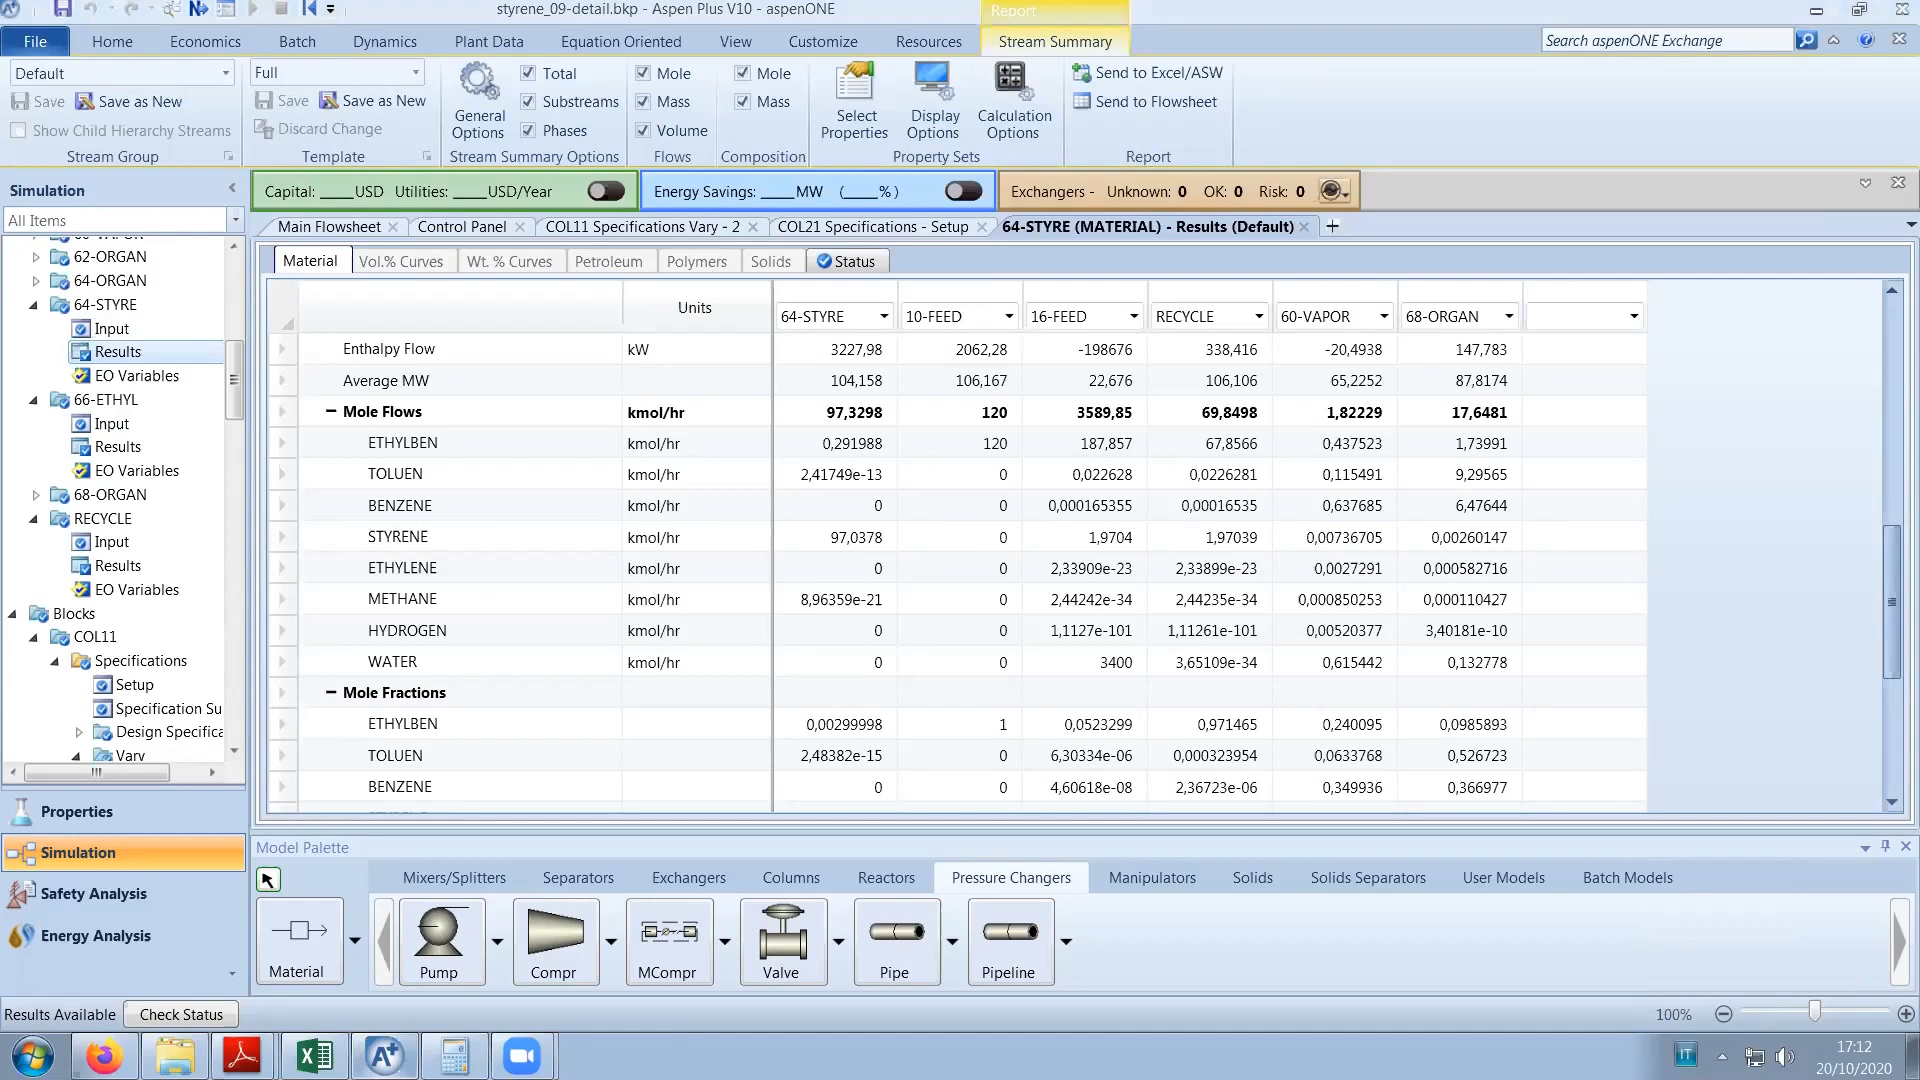 styrene_09-detail.bkp - Aspen Plus V10 - aspenONE
Report
File Home Economics Batch Dynamics Plant Data Equation Oriented View Customize Resources Stream Summary
Search aspenONE Exchange
Default
Save Save as New
Show Child Hierarchy Streams
Stream Group
Full
Save Save as New
Discard Change
Template
General Options
Total
Substreams
Phases
Stream Summary Options
Mole
Mass
Volume
Flows
Mole
Mass
Composition
Select Properties
Display Options
Calculation Options
Property Sets
Send to Excel/ASW
Send to Flowsheet
Report
Simulation
Capital: _____USD Utilities: _____USD/Year
Energy Savings: _____MW (_____%)
Exchangers - Unknown: 0 OK: 0 Risk: 0
All Items
Main Flowsheet Control Panel COL11 Specifications Vary - 2 COL21 Specifications - Setup 64-STYRE (MATERIAL) - Results (Default) +
62-ORGAN
64-ORGAN
64-STYRE
Input
Results
EO Variables
66-ETHYL
Input
Results
EO Variables
68-ORGAN
RECYCLE
Input
Results
EO Variables
Blocks
COL11
Specifications
Setup
Specification Su
Design Specifica
Vary
Properties
Simulation
Safety Analysis
Energy Analysis
Material Vol.% Curves Wt. % Curves Petroleum Polymers Solids Status
Units 64-STYRE 10-FEED 16-FEED RECYCLE 60-VAPOR 68-ORGAN
Enthalpy Flow kW 3227,98 2062,28 -198676 338,416 -20,4938 147,783
Average MW 104,158 106,167 22,676 106,106 65,2252 87,8174
− Mole Flows kmol/hr 97,3298 120 3589,85 69,8498 1,82229 17,6481
ETHYLBEN kmol/hr 0,291988 120 187,857 67,8566 0,437523 1,73991
TOLUEN kmol/hr 2,41749e-13 0 0,022628 0,0226281 0,115491 9,29565
BENZENE kmol/hr 0 0 0,000165355 0,00016535 0,637685 6,47644
STYRENE kmol/hr 97,0378 0 1,9704 1,97039 0,00736705 0,00260147
ETHYLENE kmol/hr 0 0 2,33909e-23 2,33899e-23 0,0027291 0,000582716
METHANE kmol/hr 8,96359e-21 0 2,44242e-34 2,44235e-34 0,000850253 0,000110427
HYDROGEN kmol/hr 0 0 1,1127e-101 1,11261e-101 0,00520377 3,40181e-10
WATER kmol/hr 0 0 3400 3,65109e-34 0,615442 0,132778
− Mole Fractions
ETHYLBEN 0,00299998 1 0,0523299 0,971465 0,240095 0,0985893
TOLUEN 2,48382e-15 0 6,30334e-06 0,000323954 0,0633768 0,526723
BENZENE 0 0 4,60618e-08 2,36723e-06 0,349936 0,366977
Model Palette
Mixers/Splitters Separators Exchangers Columns Reactors Pressure Changers Manipulators Solids Solids Separators User Models Batch Models
Material Pump Compr MCompr Valve Pipe Pipeline
Results Available Check Status
100%
IT
17:12
20/10/2020